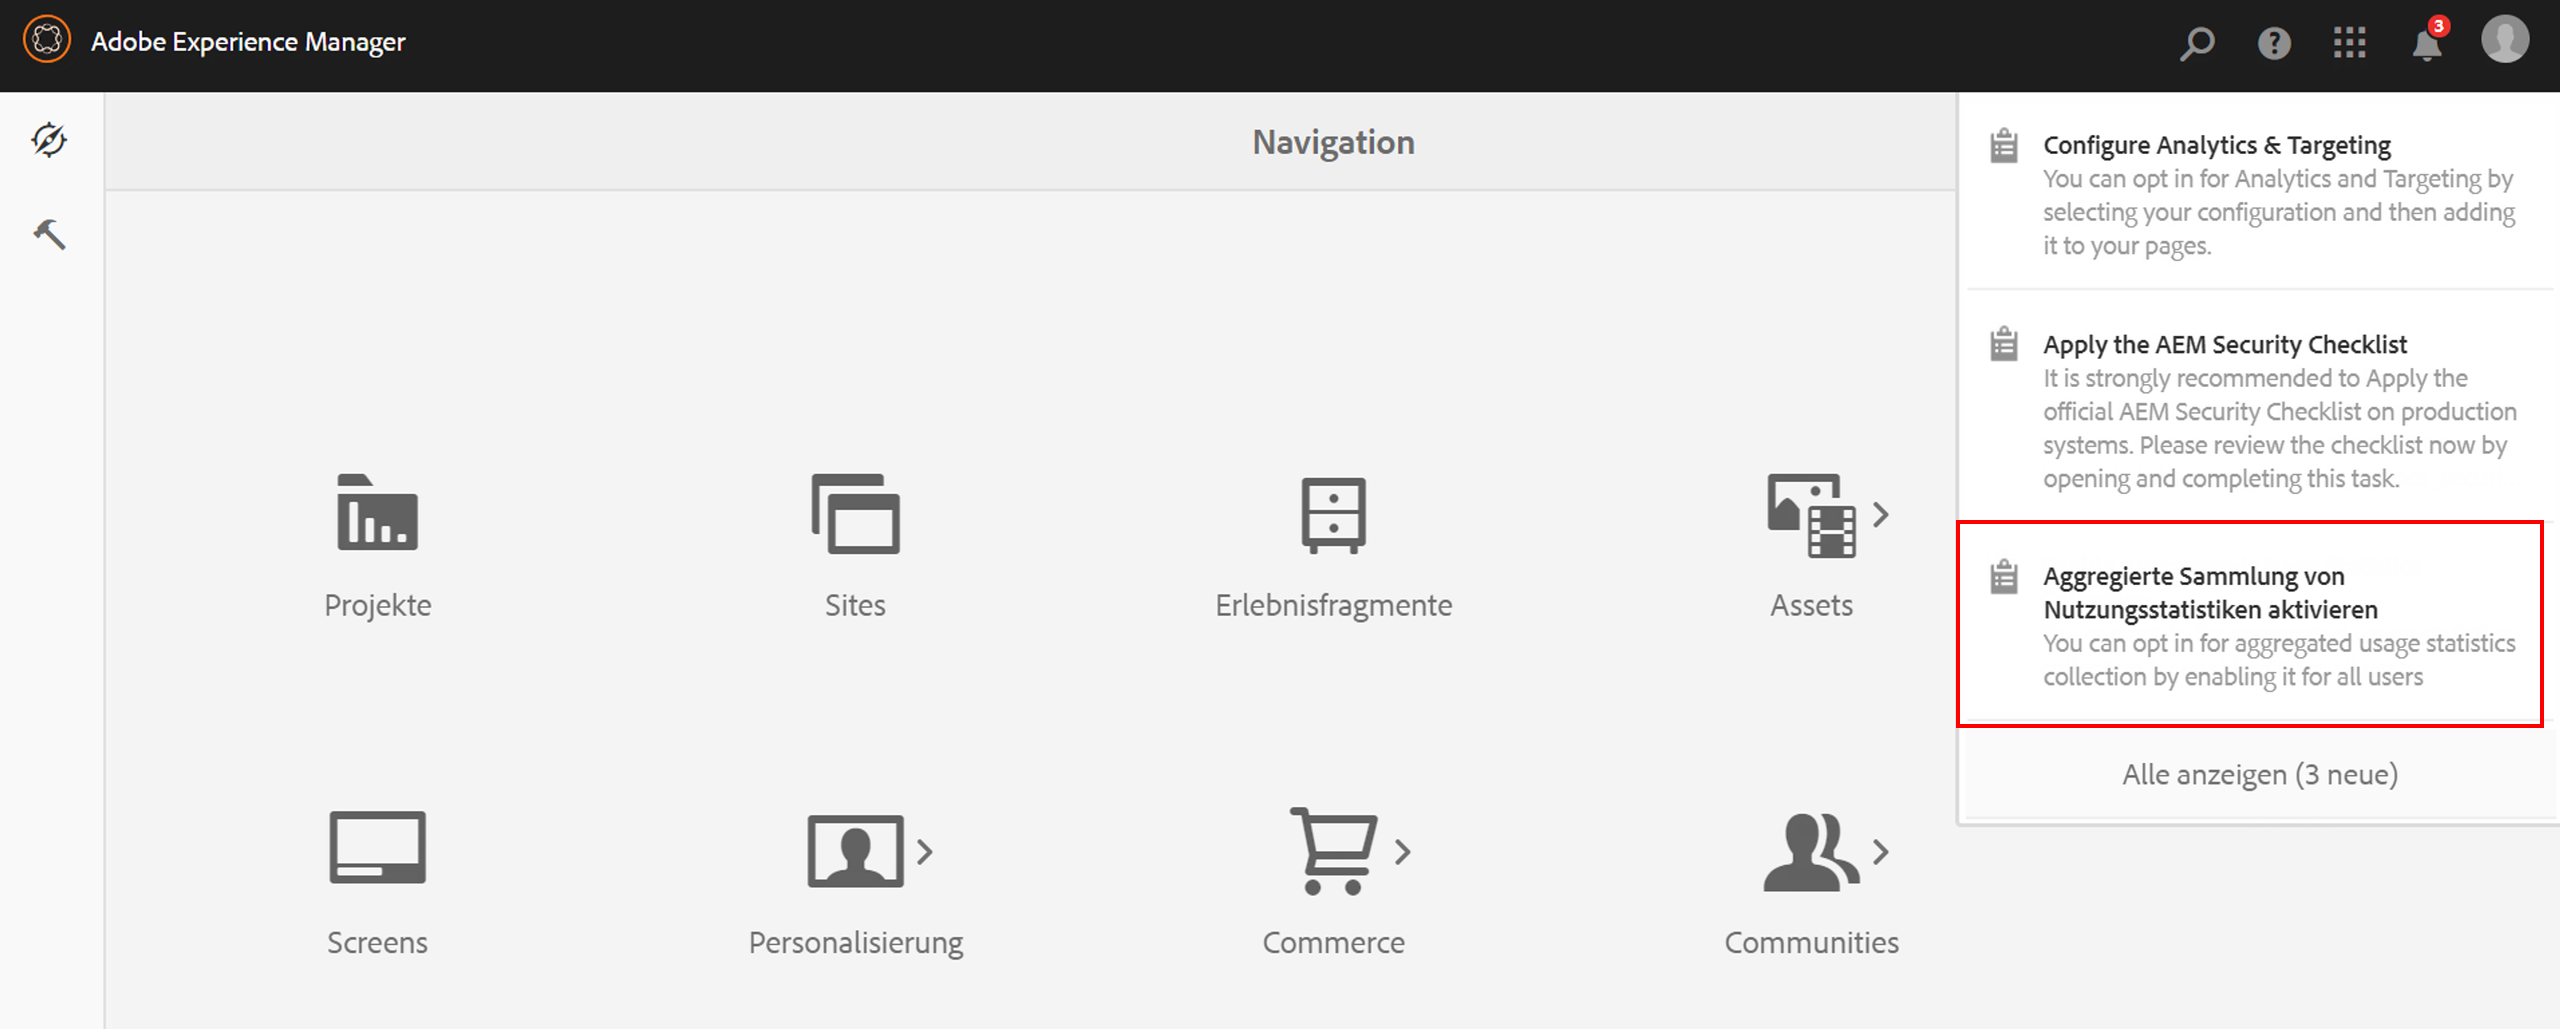 Adobe Experience Manager
3
Navigation
Configure Analytics & Targeting
You can opt in for Analytics and Targeting by
selecting your configuration and then adding
it to your pages.
Apply the AEM Security Checklist
It is strongly recommended to Apply the
official AEM Security Checklist on production
systems. Please review the checklist now by
opening and completing this task.
Aggregierte Sammlung von
Nutzungsstatistiken aktivieren
You can opt in for aggregated usage statistics
collection by enabling it for all users
Alle anzeigen (3 neue)
Projekte
Sites
Erlebnisfragmente
Assets
Screens
Personalisierung
Commerce
Communities